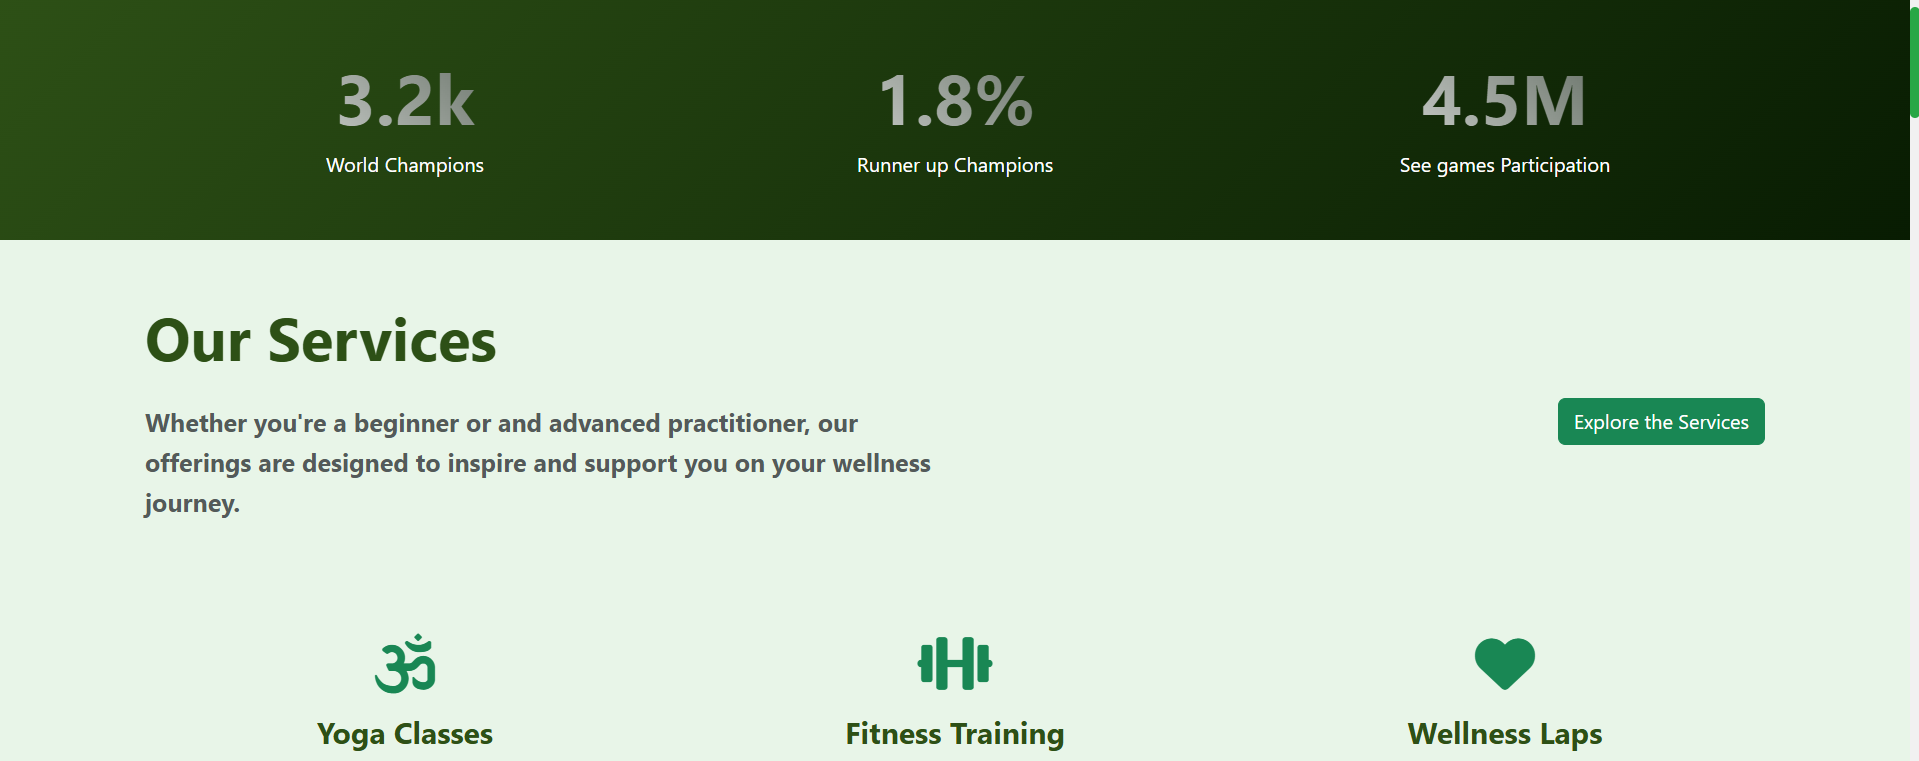 3.2k 1.8% 4.5M
World Champions Runner up Champions See games Participation
Our Services
Whether you're a beginner or and advanced practitioner, our
offerings are designed to inspire and support you on your wellness
journey.
Explore the Services
ॐ
Yoga Classes Fitness Training Wellness Laps